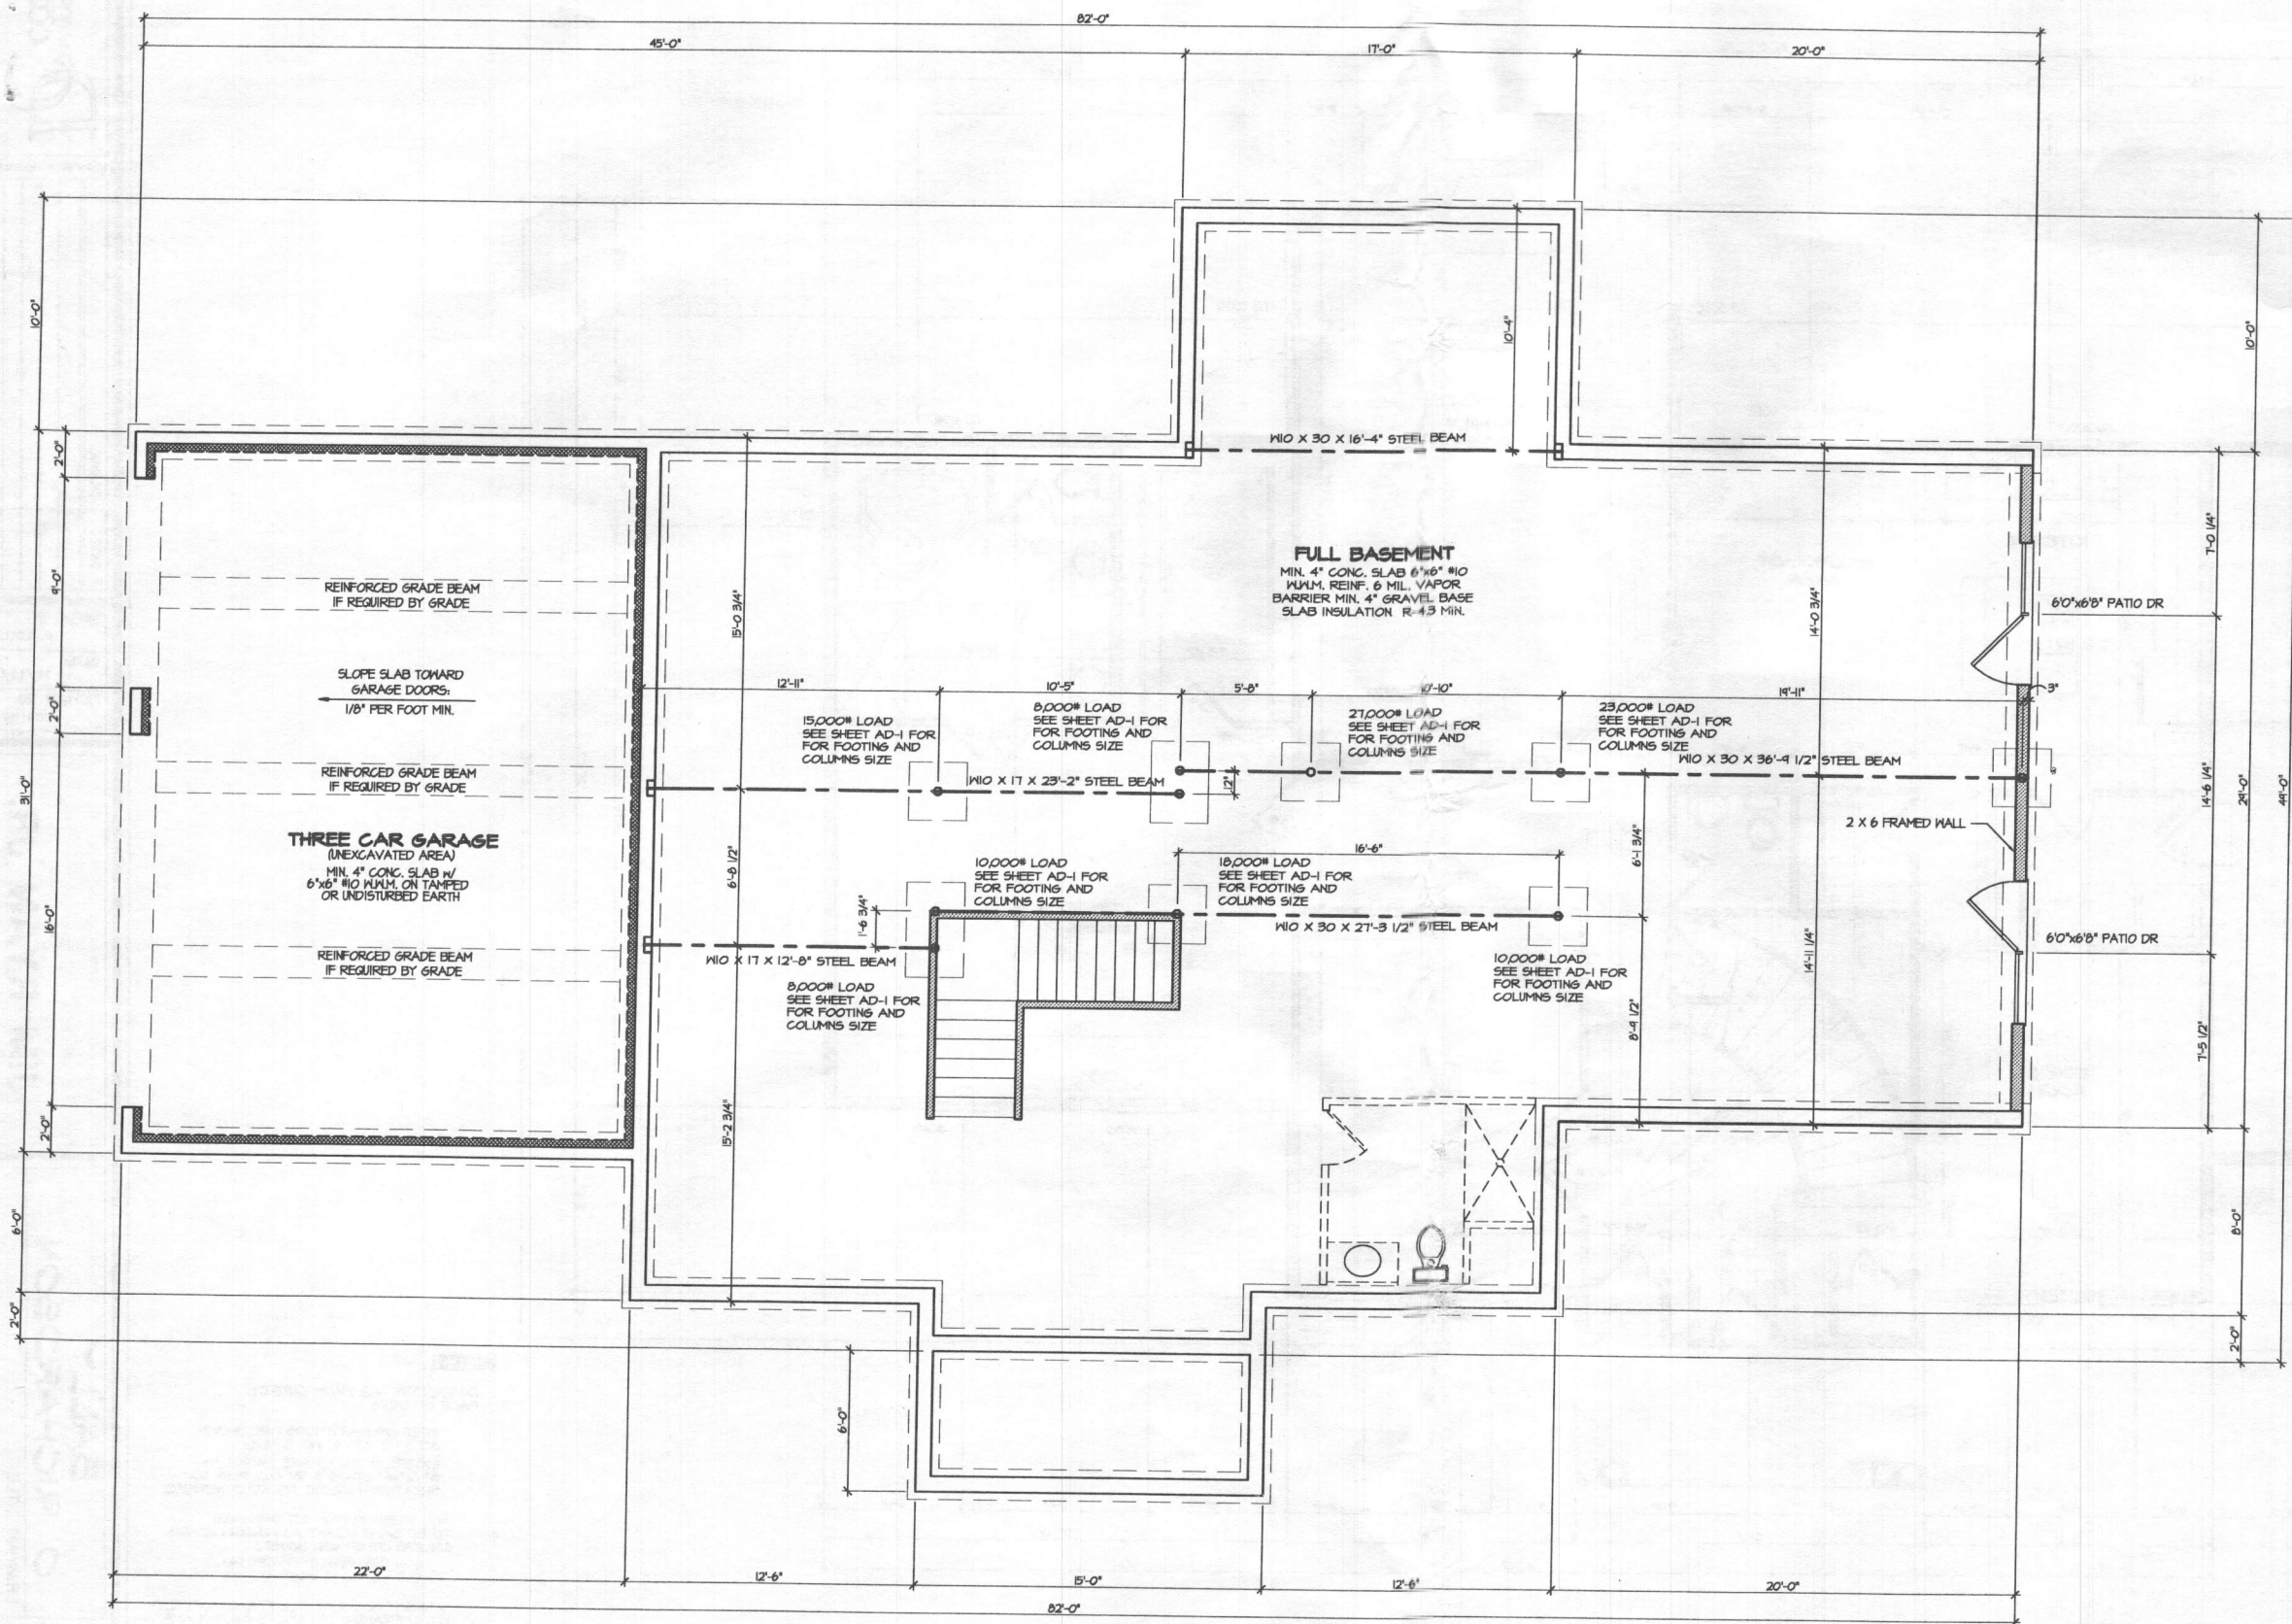 82'-0"
45'-0"
17'-0"
20'-0"
10'-0"
10'-4"
10'-0"
W10 X 30 X 16'-4" STEEL BEAM
2'-0"
9'-0"
2'-0"
16'-0"
2'-0"
31'-0"
6'-0"
2'-0"
REINFORCED GRADE BEAM
IF REQUIRED BY GRADE
SLOPE SLAB TOWARD
GARAGE DOORS:
1/8" PER FOOT MIN.
REINFORCED GRADE BEAM
IF REQUIRED BY GRADE
THREE CAR GARAGE
(UNEXCAVATED AREA)
MIN. 4" CONC. SLAB W/
6"x6" #10 W.W.M. ON TAMPED
OR UNDISTURBED EARTH
REINFORCED GRADE BEAM
IF REQUIRED BY GRADE
FULL BASEMENT
MIN. 4" CONC. SLAB 6"x6" #10
W.W.M. REINF. 6 MIL. VAPOR
BARRIER MIN. 4" GRAVEL BASE
SLAB INSULATION R-4.3 MIN.
15'-0 3/4"
14'-0 3/4"
7'-0 1/4"
6'0"x6'8" PATIO DR
12'-11"
10'-5"
5'-8"
10'-10"
19'-11"
3"
15,000# LOAD
SEE SHEET AD-1 FOR
FOR FOOTING AND
COLUMNS SIZE
8,000# LOAD
SEE SHEET AD-1 FOR
FOR FOOTING AND
COLUMNS SIZE
27,000# LOAD
SEE SHEET AD-1 FOR
FOR FOOTING AND
COLUMNS SIZE
23,000# LOAD
SEE SHEET AD-1 FOR
FOR FOOTING AND
COLUMNS SIZE
W10 X 30 X 36'-9 1/2" STEEL BEAM
W10 X 17 X 23'-2" STEEL BEAM
12"
14'-6 1/4"
29'-0"
49'-0"
2 X 6 FRAMED WALL
6'-8 1/2"
16'-6"
6'-1 3/4"
10,000# LOAD
SEE SHEET AD-1 FOR
FOR FOOTING AND
COLUMNS SIZE
18,000# LOAD
SEE SHEET AD-1 FOR
FOR FOOTING AND
COLUMNS SIZE
1'-6 3/4"
W10 X 30 X 27'-3 1/2" STEEL BEAM
W10 X 17 X 12'-8" STEEL BEAM
6'0"x6'8" PATIO DR
14'-11 1/4"
10,000# LOAD
SEE SHEET AD-1 FOR
FOR FOOTING AND
COLUMNS SIZE
8,000# LOAD
SEE SHEET AD-1 FOR
FOR FOOTING AND
COLUMNS SIZE
8'-9 1/2"
7'-5 1/2"
15'-2 3/4"
8'-0"
2'-0"
6'-0"
22'-0"
12'-6"
15'-0"
12'-6"
20'-0"
82'-0"